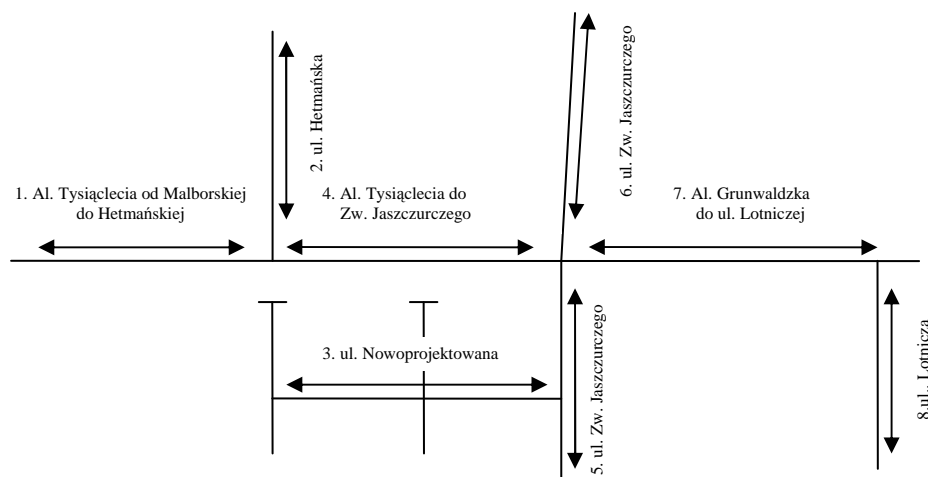 1. Al. Tysiąclecia od Malborskiej
do Hetmańskiej
2. ul. Hetmańska
4. Al. Tysiąclecia do
Zw. Jaszczurczego
6. ul. Zw. Jaszczurczego
7. Al. Grunwaldzka
do ul. Lotniczej
3. ul. Nowoprojektowana
5. ul. Zw. Jaszczurczego
8.ul.. Lotnicza